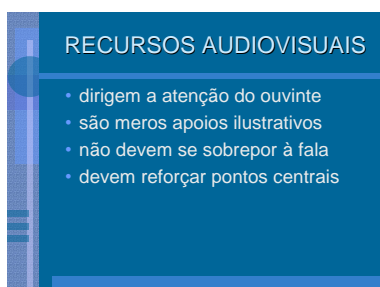 RECURSOS AUDIOVISUAIS
• dirigem a atenção do ouvinte
• são meros apoios ilustrativos
• não devem se sobrepor à fala
• devem reforçar pontos centrais